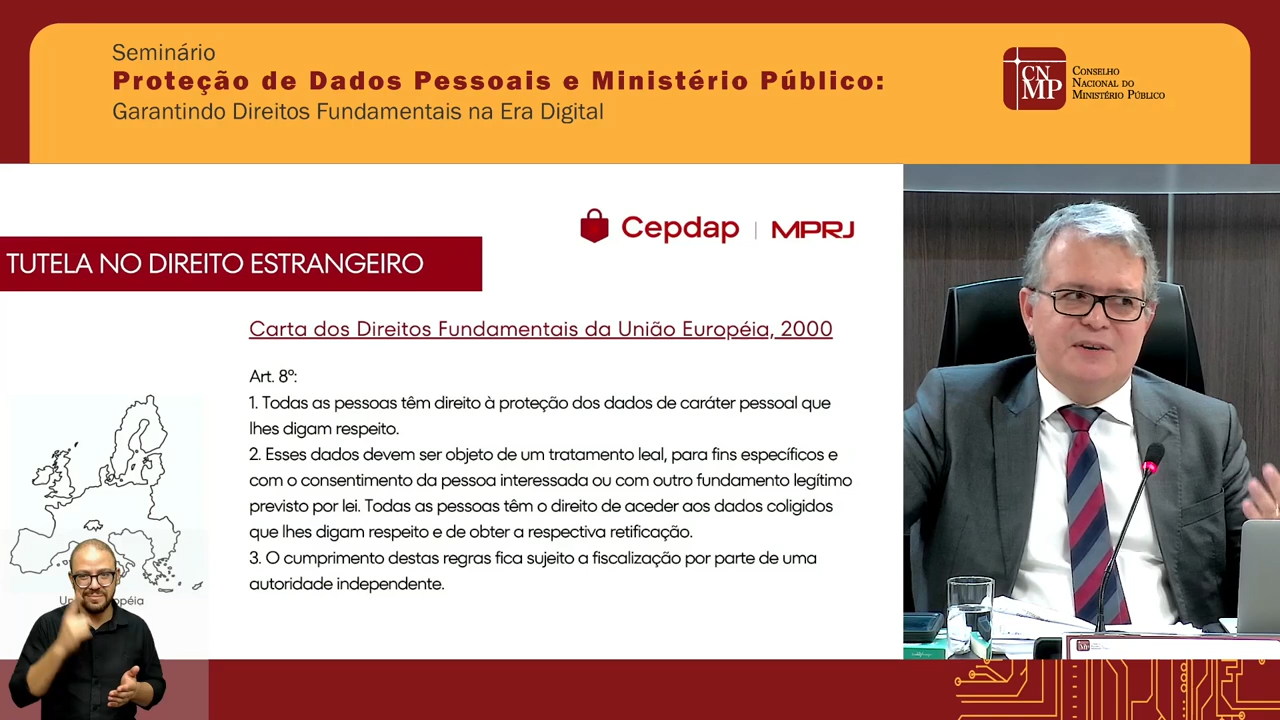 Seminário
Proteção de Dados Pessoais e Ministério Público:
Garantindo Direitos Fundamentais na Era Digital
CN
MP
Conselho
Nacional do
Ministério Público
Cepdap | MPRJ
TUTELA NO DIREITO ESTRANGEIRO
Carta dos Direitos Fundamentais da União Européia, 2000
Art. 8º:
1. Todas as pessoas têm direito à proteção dos dados de caráter pessoal que
lhes digam respeito.
2. Esses dados devem ser objeto de um tratamento leal, para fins específicos e
com o consentimento da pessoa interessada ou com outro fundamento legítimo
previsto por lei. Todas as pessoas têm o direito de aceder aos dados coligidos
que lhes digam respeito e de obter a respectiva retificação.
3. O cumprimento destas regras fica sujeito a fiscalização por parte de uma
autoridade independente.